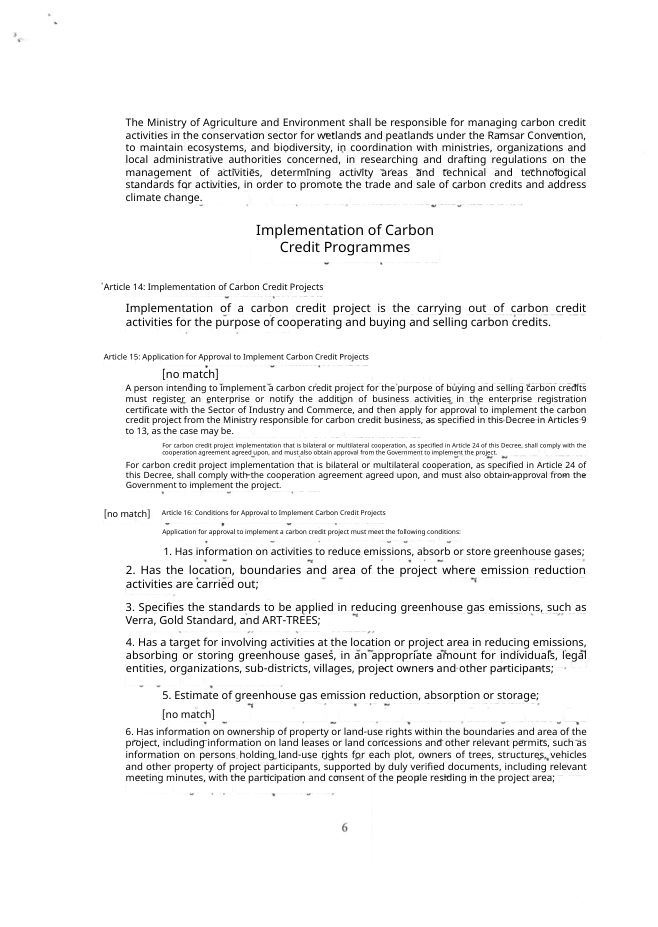 The Ministry of Agriculture and Environment shall be responsible for managing carbon credit
activities in the conservation sector for wetlands and peatlands under the Ramsar Convention,
to maintain ecosystems, and biodiversity, in coordination with ministries, organizations and
local administrative authorities concerned, in researching and drafting regulations on the
management of activities, determining activity areas and technical and technological
standards for activities, in order to promote the trade and sale of carbon credits and address
climate change.
Implementation of Carbon
Credit Programmes
Article 14: Implementation of Carbon Credit Projects
Implementation of a carbon credit project is the carrying out of carbon credit
activities for the purpose of cooperating and buying and selling carbon credits.
Article 15: Application for Approval to Implement Carbon Credit Projects
[no match]
A person intending to implement a carbon credit project for the purpose of buying and selling carbon credits
must register an enterprise or notify the addition of business activities in the enterprise registration
certificate with the Sector of Industry and Commerce, and then apply for approval to implement the carbon
credit project from the Ministry responsible for carbon credit business, as specified in this Decree in Articles 9
to 13, as the case may be.
For carbon credit project implementation that is bilateral or multilateral cooperation, as specified in Article 24 of this Decree, shall comply with the
cooperation agreement agreed upon, and must also obtain approval from the Government to implement the project.
For carbon credit project implementation that is bilateral or multilateral cooperation, as specified in Article 24 of
this Decree, shall comply with the cooperation agreement agreed upon, and must also obtain approval from the
Government to implement the project.
[no match] Article 16: Conditions for Approval to Implement Carbon Credit Projects
Application for approval to implement a carbon credit project must meet the following conditions:
1. Has information on activities to reduce emissions, absorb or store greenhouse gases;
2. Has the location, boundaries and area of the project where emission reduction
activities are carried out;
3. Specifies the standards to be applied in reducing greenhouse gas emissions, such as
Verra, Gold Standard, and ART-TREES;
4. Has a target for involving activities at the location or project area in reducing emissions,
absorbing or storing greenhouse gases, in an appropriate amount for individuals, legal
entities, organizations, sub-districts, villages, project owners and other participants;
5. Estimate of greenhouse gas emission reduction, absorption or storage;
[no match]
6. Has information on ownership of property or land-use rights within the boundaries and area of the
project, including information on land leases or land concessions and other relevant permits, such as
information on persons holding land-use rights for each plot, owners of trees, structures, vehicles
and other property of project participants, supported by duly verified documents, including relevant
meeting minutes, with the participation and consent of the people residing in the project area;
6